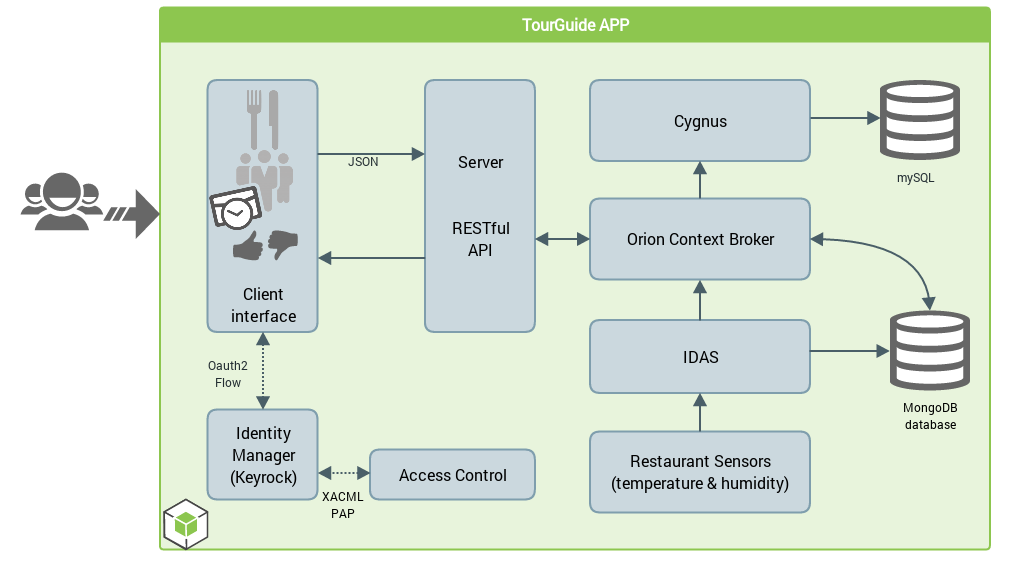 TourGuide APP
JSON
Client
interface
Server
RESTful
API
Cygnus
mySQL
Orion Context Broker
IDAS
MongoDB
database
Restaurant Sensors
(temperature & humidity)
Oauth2
Flow
Identity
Manager
(Keyrock)
XACML
PAP
Access Control